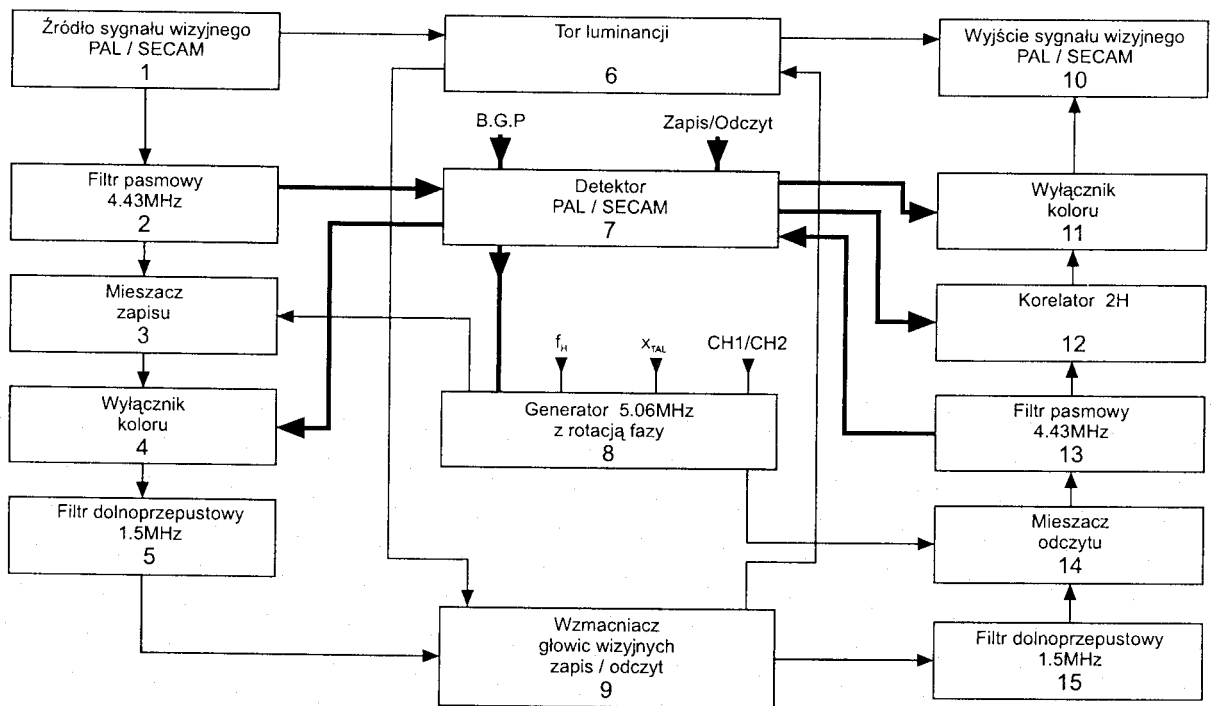 Źródło sygnału wizyjnego
PAL / SECAM
1
Tor luminancji
6
Wyjście sygnału wizyjnego
PAL / SECAM
10
B.G.P
Zapis/Odczyt
Filtr pasmowy
4.43MHz
2
Detektor
PAL / SECAM
7
Wyłącznik
koloru
11
Mieszacz
zapisu
3
Korelator 2H
12
f_H
X_TAL
CH1/CH2
Wyłącznik
koloru
4
Generator 5.06MHz
z rotacją fazy
8
Filtr pasmowy
4.43MHz
13
Filtr dolnoprzepustowy
1.5MHz
5
Mieszacz
odczytu
14
Wzmacniacz
głowic wizyjnych
zapis / odczyt
9
Filtr dolnoprzepustowy
1.5MHz
15